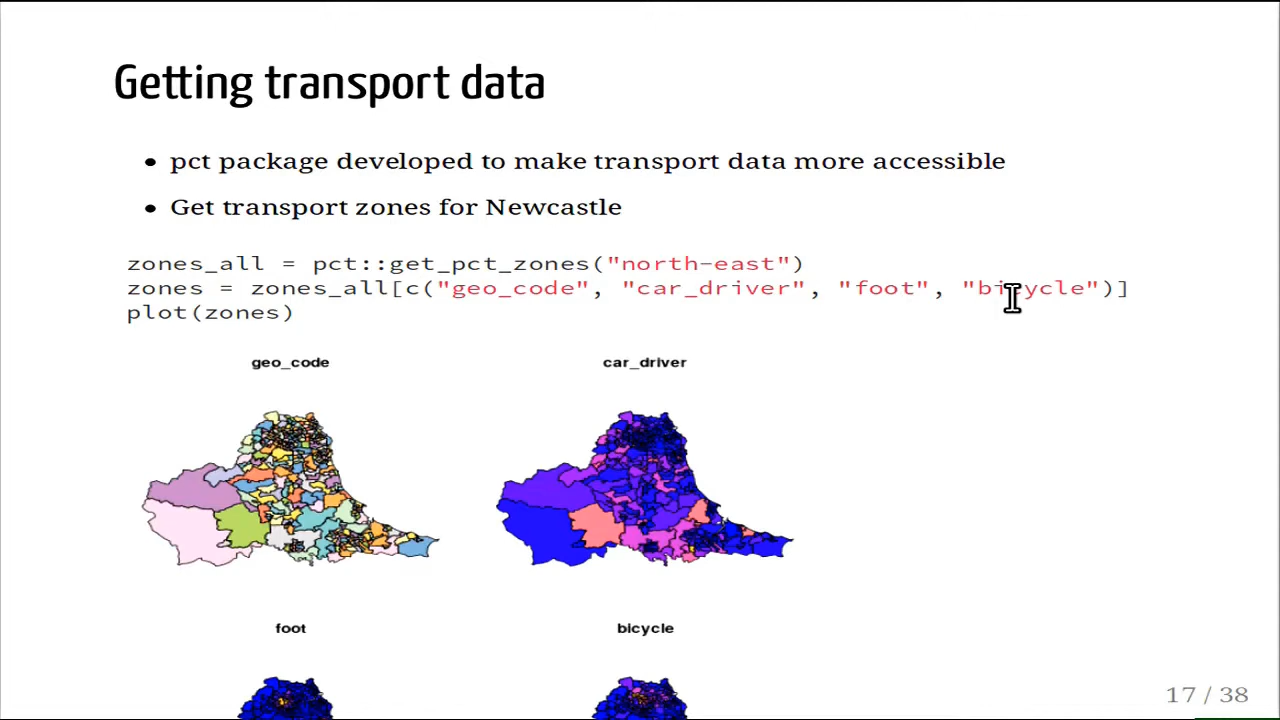 Getting transport data
• pct package developed to make transport data more accessible
• Get transport zones for Newcastle
zones_all = pct::get_pct_zones("north-east")
zones = zones_all[c("geo_code", "car_driver", "foot", "bicycle")]
plot(zones)
geo_code
car_driver
foot
bicycle
17 / 38